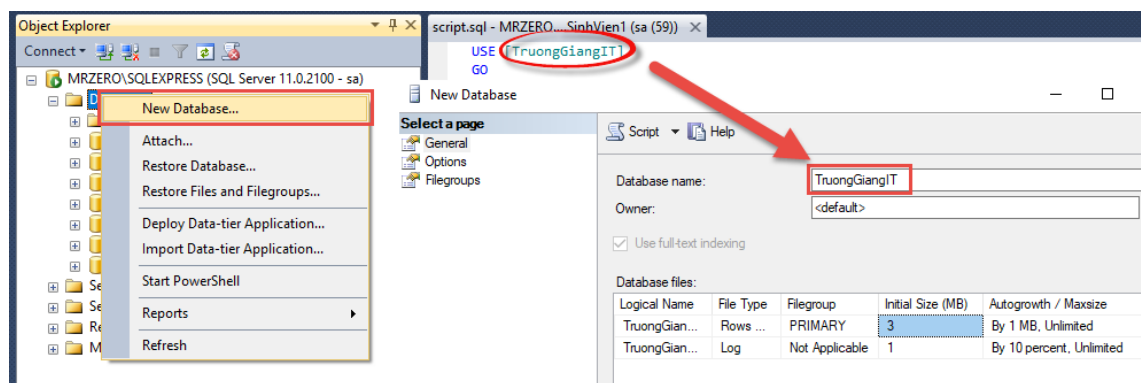 Object Explorer
script.sql - MRZERO....SinhVien1 (sa (59))
Connect
USE [TruongGiangIT]
GO
MRZERO\SQLEXPRESS (SQL Server 11.0.2100 - sa)
New Database...
Attach...
Restore Database...
Restore Files and Filegroups...
Deploy Data-tier Application...
Import Data-tier Application...
Start PowerShell
Reports
Refresh
New Database
Select a page
General
Options
Filegroups
Script
Help
Database name:
TruongGiangIT
Owner:
<default>
Use full-text indexing
Database files:
Logical Name File Type Filegroup Initial Size (MB) Autogrowth / Maxsize
TruongGian... Rows ... PRIMARY 3 By 1 MB, Unlimited
TruongGian... Log Not Applicable 1 By 10 percent, Unlimited